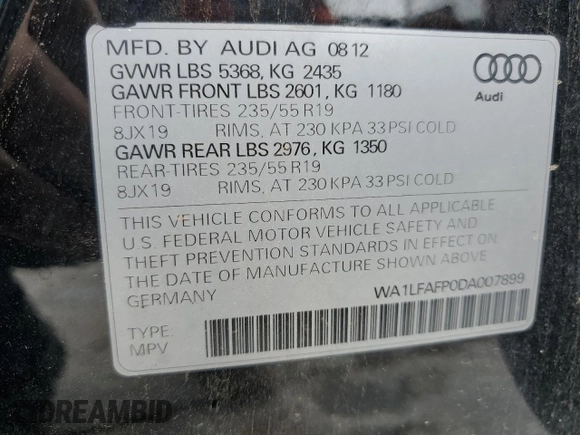 MFD. BY AUDI AG 08 12
GVWR LBS 5368, KG 2435
GAWR FRONT LBS 2601, KG 1180
FRONT-TIRES 235/55 R19
8JX19 RIMS, AT 230 KPA 33 PSI COLD
GAWR REAR LBS 2976, KG 1350
REAR-TIRES 235/55 R19
8JX19 RIMS, AT 230 KPA 33 PSI COLD
Audi
THIS VEHICLE CONFORMS TO ALL APPLICABLE
U.S. FEDERAL MOTOR VEHICLE SAFETY AND
THEFT PREVENTION STANDARDS IN EFFECT ON
THE DATE OF MANUFACTURE SHOWN ABOVE
GERMANY
WA1LFAFP0DA007899
TYPE:
MPV
DREAMBID